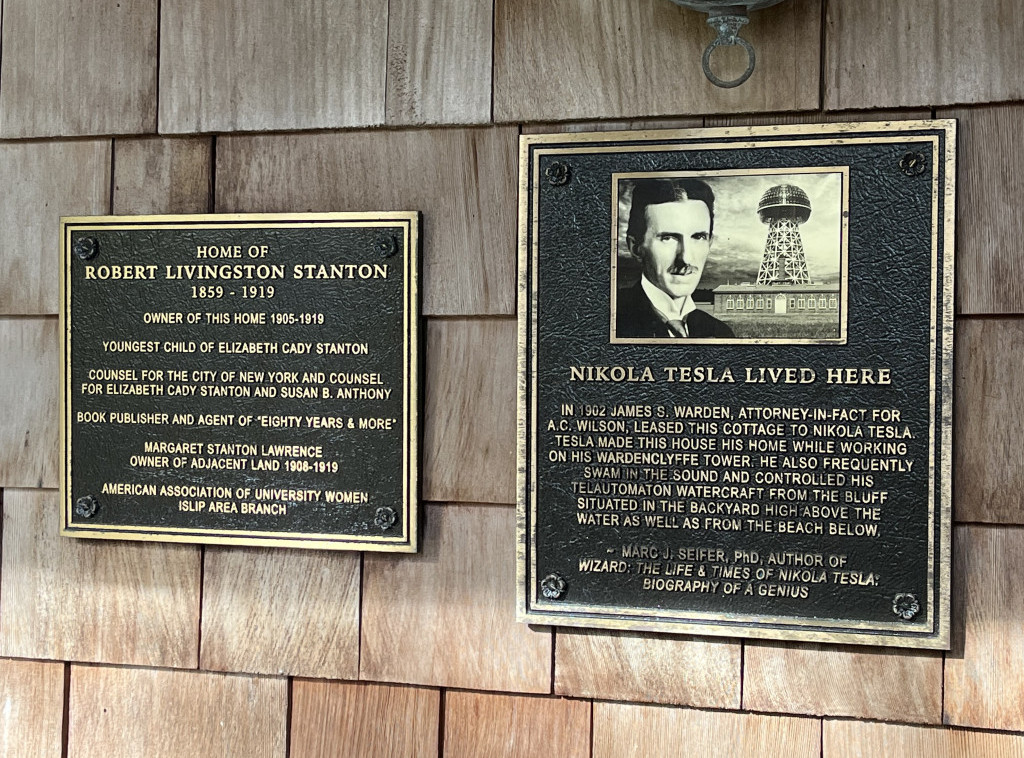 HOME OF
ROBERT LIVINGSTON STANTON
1859 - 1919
OWNER OF THIS HOME 1905-1919
YOUNGEST CHILD OF ELIZABETH CADY STANTON
COUNSEL FOR THE CITY OF NEW YORK AND COUNSEL
FOR ELIZABETH CADY STANTON AND SUSAN B. ANTHONY
BOOK PUBLISHER AND AGENT OF "EIGHTY YEARS & MORE"
MARGARET STANTON LAWRENCE
OWNER OF ADJACENT LAND 1908-1919
AMERICAN ASSOCIATION OF UNIVERSITY WOMEN
ISLIP AREA BRANCH
NIKOLA TESLA LIVED HERE
IN 1902 JAMES S. WARDEN, ATTORNEY-IN-FACT FOR
A.C. WILSON, LEASED THIS COTTAGE TO NIKOLA TESLA.
TESLA MADE THIS HOUSE HIS HOME WHILE WORKING
ON HIS WARDENCLYFFE TOWER. HE ALSO FREQUENTLY
SWAM IN THE SOUND AND CONTROLLED HIS
TELAUTOMATON WATERCRAFT FROM THE BLUFF
SITUATED IN THE BACKYARD HIGH ABOVE THE
WATER AS WELL AS FROM THE BEACH BELOW.
~ MARC J. SEIFER, PhD, AUTHOR OF
WIZARD: THE LIFE & TIMES OF NIKOLA TESLA:
BIOGRAPHY OF A GENIUS